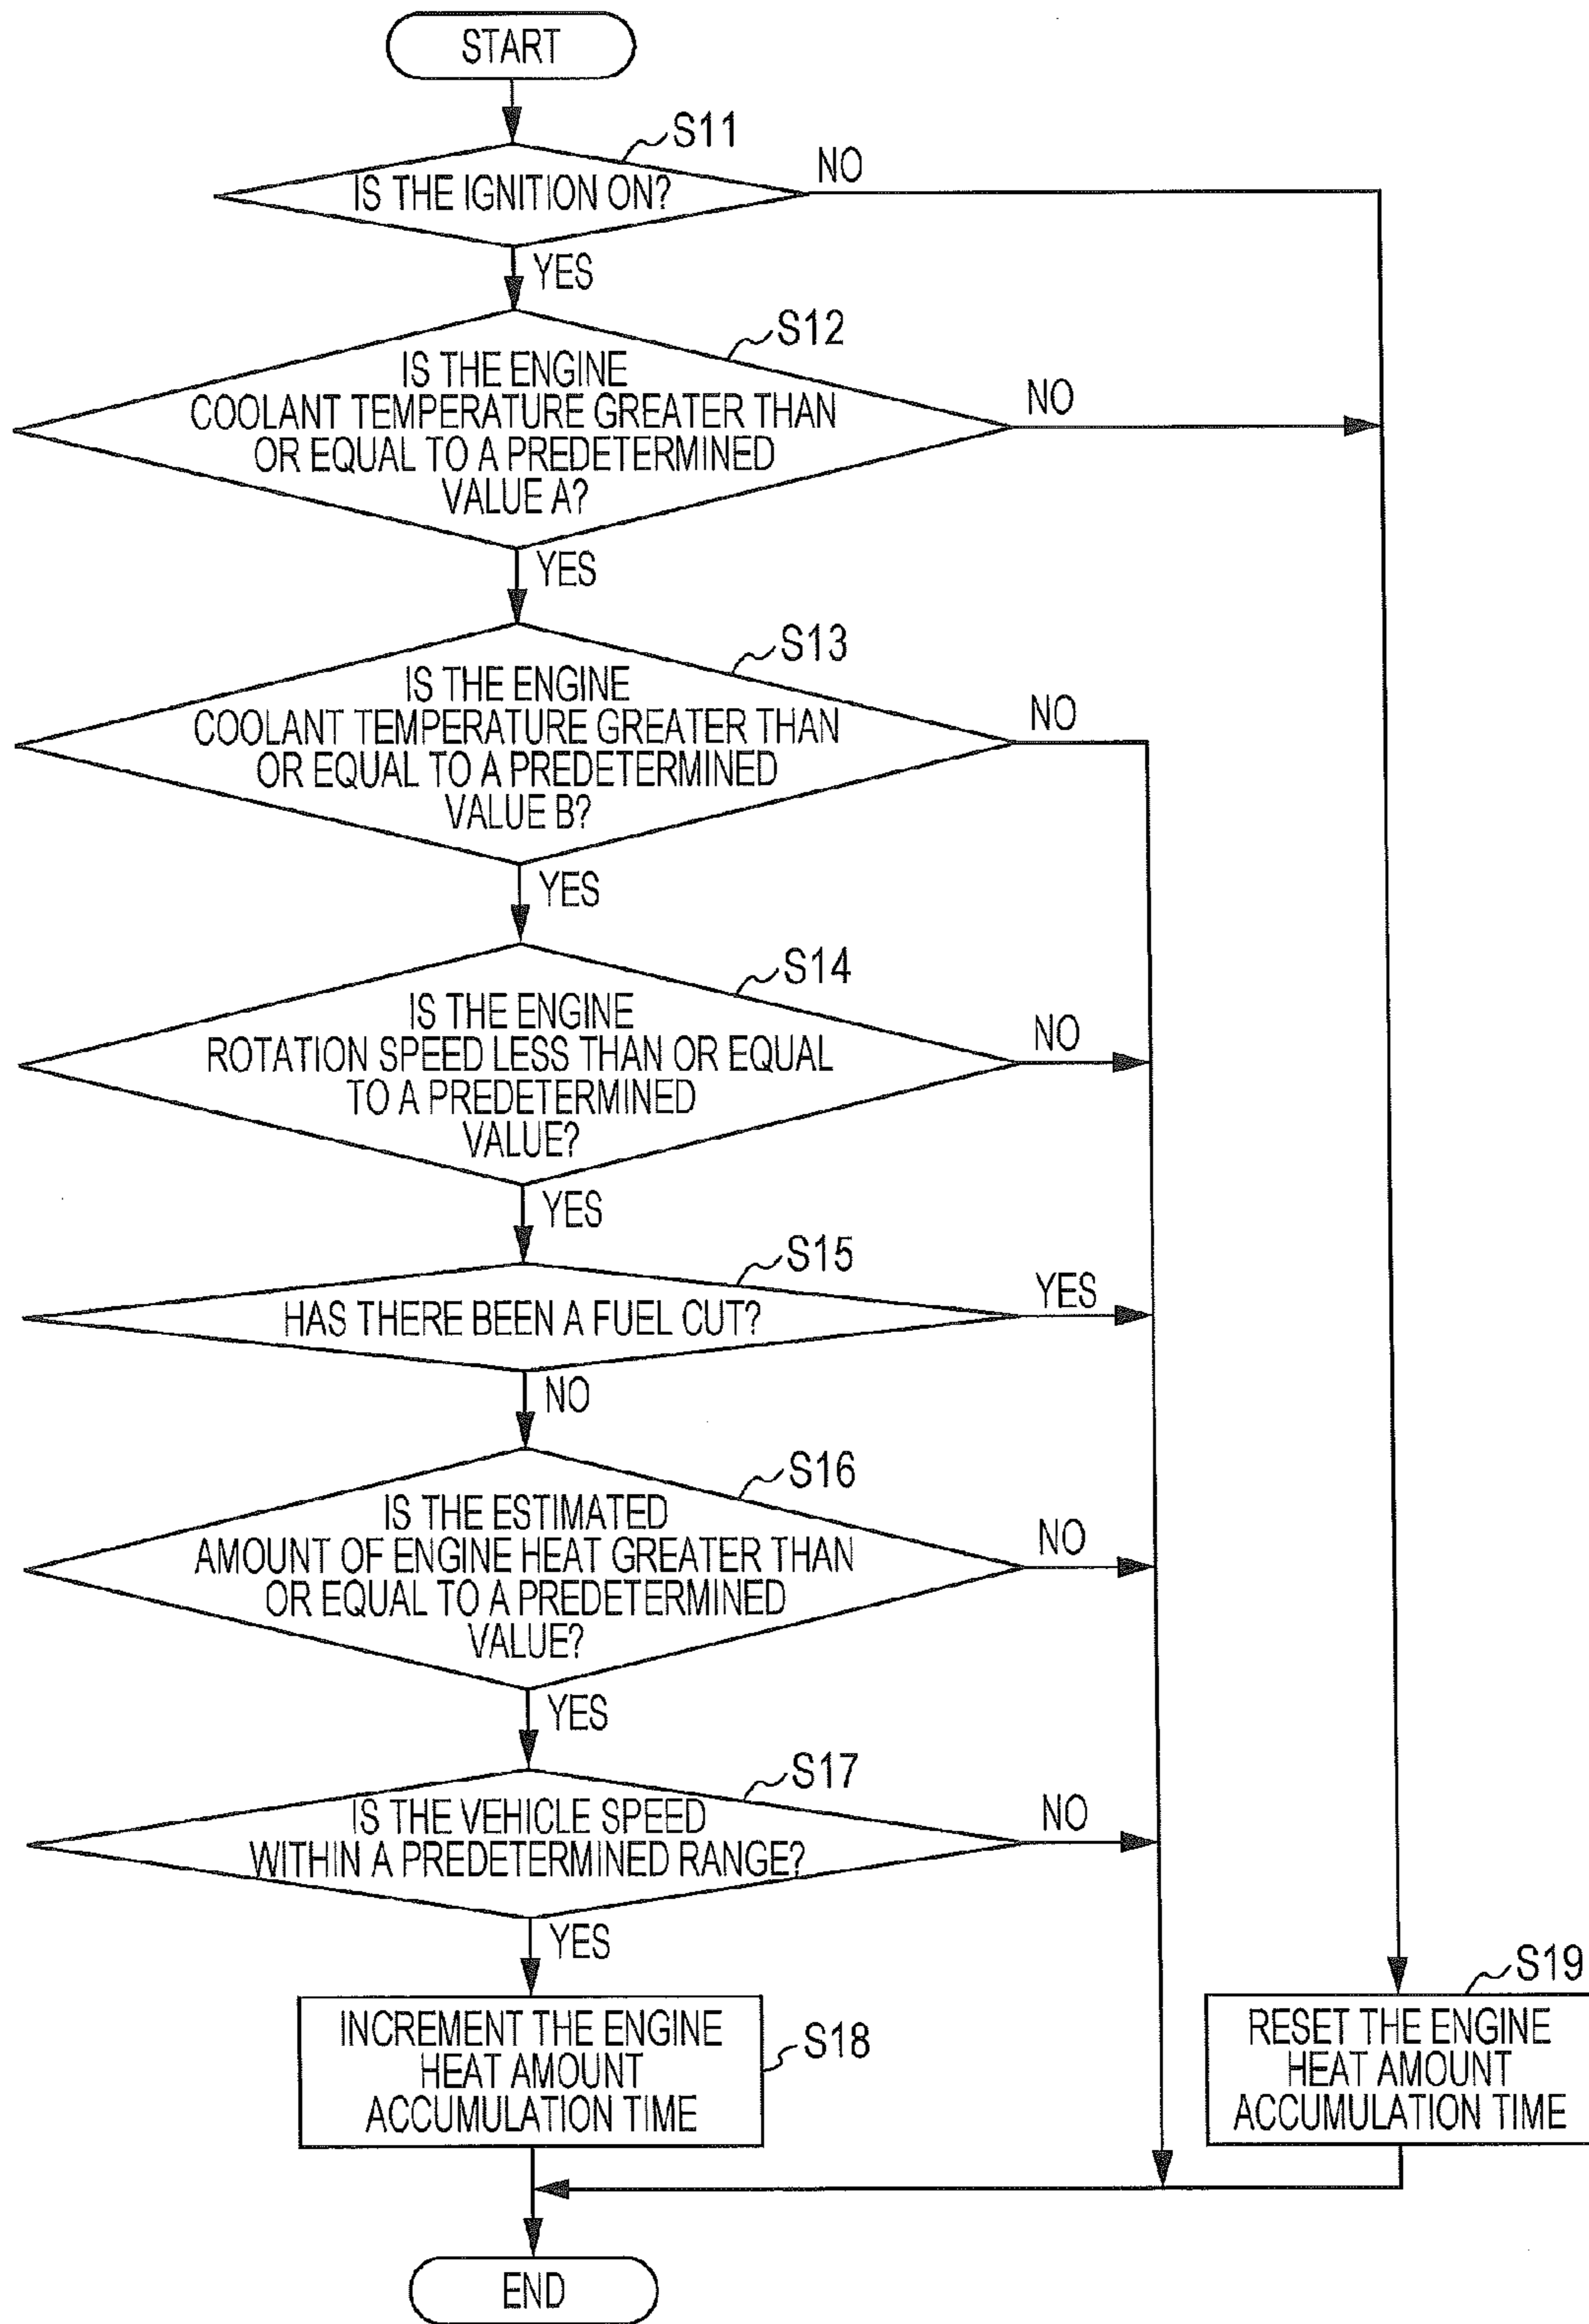 START
S11
IS THE IGNITION ON?
NO
YES
S12
IS THE ENGINE
COOLANT TEMPERATURE GREATER THAN
OR EQUAL TO A PREDETERMINED
VALUE A?
NO
YES
S13
IS THE ENGINE
COOLANT TEMPERATURE GREATER THAN
OR EQUAL TO A PREDETERMINED
VALUE B?
NO
YES
S14
IS THE ENGINE
ROTATION SPEED LESS THAN OR EQUAL
TO A PREDETERMINED
VALUE?
NO
YES
S15
HAS THERE BEEN A FUEL CUT?
YES
NO
S16
IS THE ESTIMATED
AMOUNT OF ENGINE HEAT GREATER THAN
OR EQUAL TO A PREDETERMINED
VALUE?
NO
YES
S17
IS THE VEHICLE SPEED
WITHIN A PREDETERMINED RANGE?
NO
YES
INCREMENT THE ENGINE
HEAT AMOUNT
ACCUMULATION TIME
S18
S19
RESET THE ENGINE
HEAT AMOUNT
ACCUMULATION TIME
END